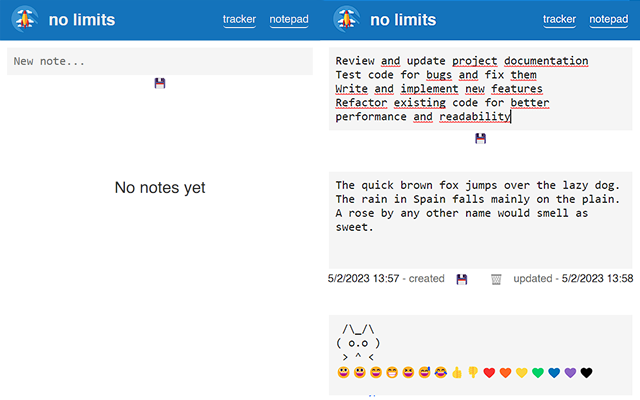 no limits
tracker
notepad
New note...
No notes yet
no limits
tracker
notepad
Review and update project documentation
Test code for bugs and fix them
Write and implement new features
Refactor existing code for better
performance and readability
The quick brown fox jumps over the lazy dog.
The rain in Spain falls mainly on the plain.
A rose by any other name would smell as
sweet.
5/2/2023 13:57 - created
updated - 5/2/2023 13:58
 /\_/\
( o.o )
 > ^ <
😀😃😄😁😆😅😂👍👎❤️🧡💛💚💙💜🖤